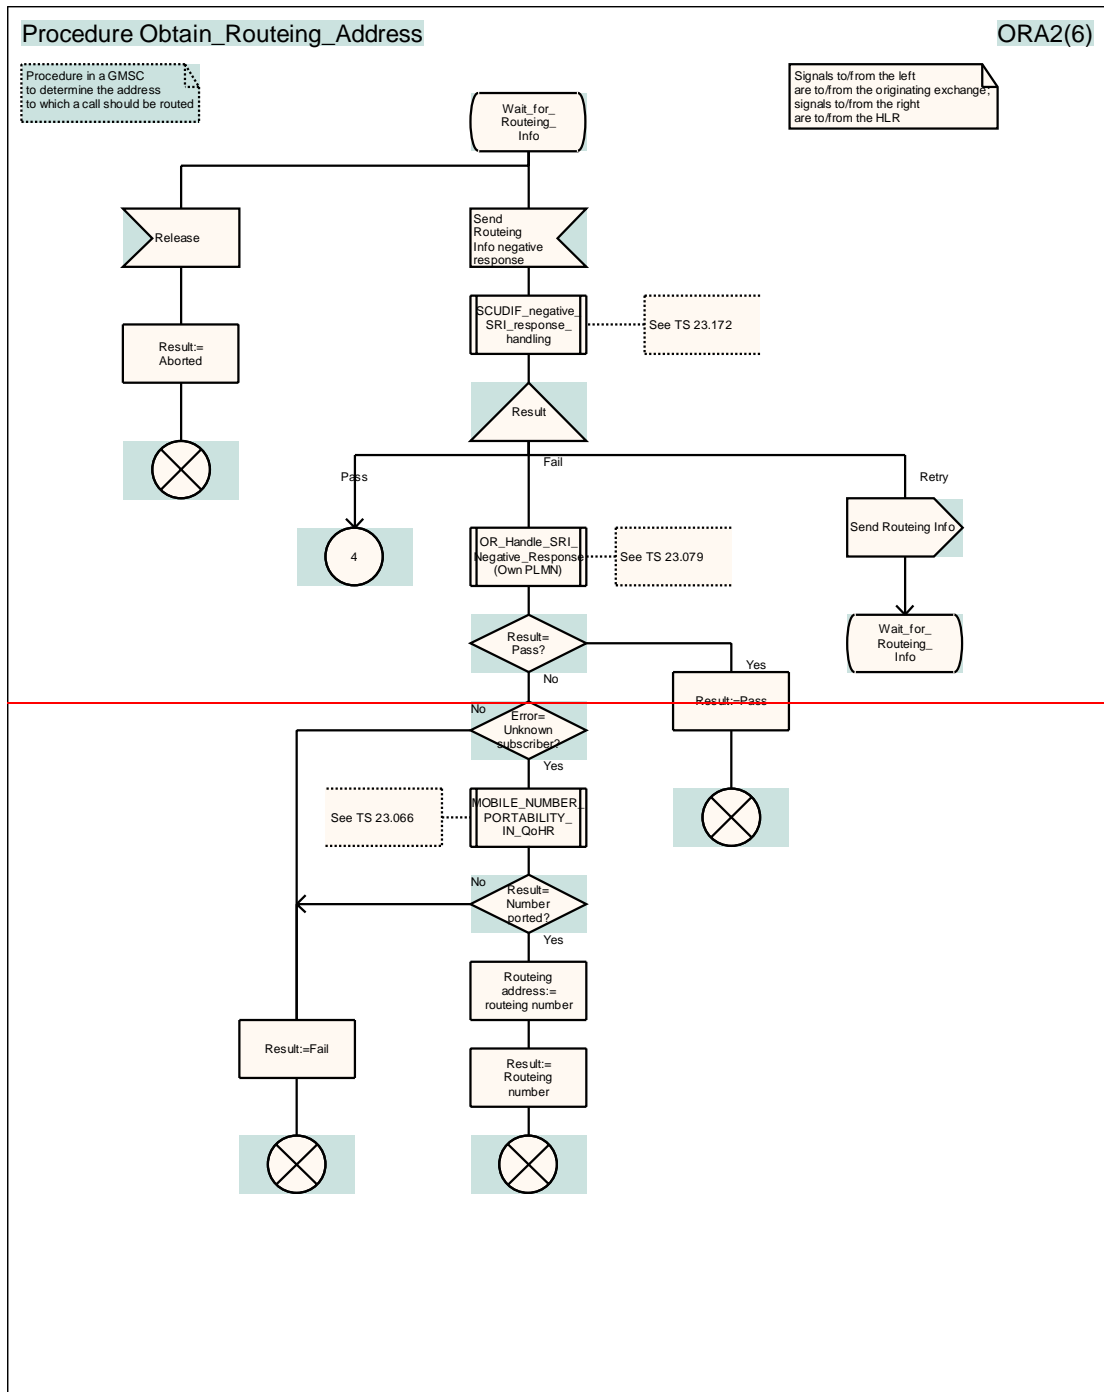 Procedure Obtain_Routeing_Address
ORA2(6)
Procedure in a GMSC
to determine the address
to which a call should be routed
Signals to/from the left
are to/from the originating exchange;
signals to/from the right
are to/from the HLR
Wait_for_
Routeing_
Info
Release
Send
Routeing
Info negative
response
SCUDIF_negative_
SRI_response_
handling
See TS 23.172
Result:=
Aborted
Result
Pass
Fail
Retry
4
OR_Handle_SRI_
Negative_Response
(Own PLMN)
See TS 23.079
Send Routeing Info
Wait_for_
Routeing_
Info
Result=
Pass?
Yes
No
Result:=Pass
No
Error=
Unknown
subscriber?
Yes
See TS 23.066
MOBILE_NUMBER_
PORTABILITY_
IN_QoHR
No
Result=
Number
ported?
Yes
Routeing
address:=
routeing number
Result:=Fail
Result:=
Routeing
number